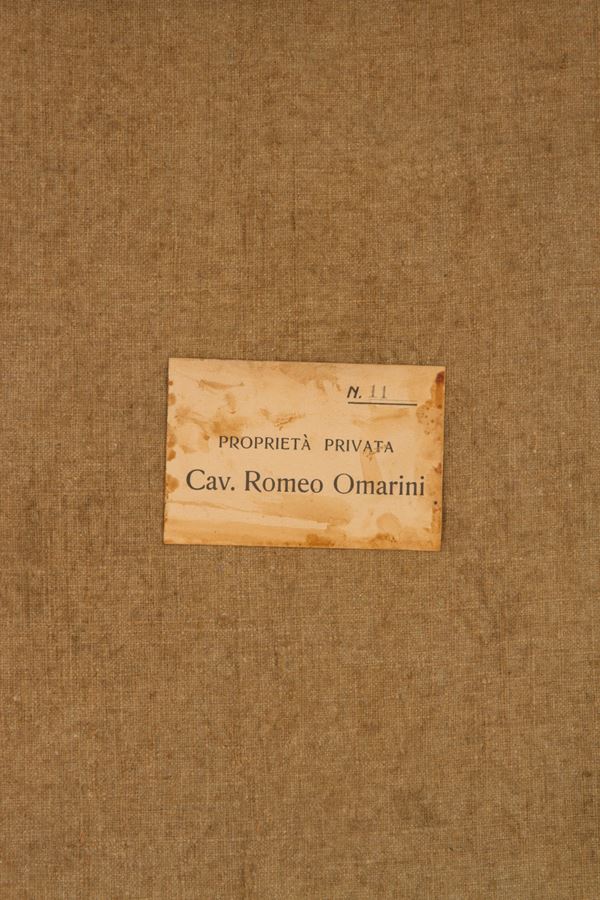 N. 11
PROPRIETÀ PRIVATA
Cav. Romeo Omarini